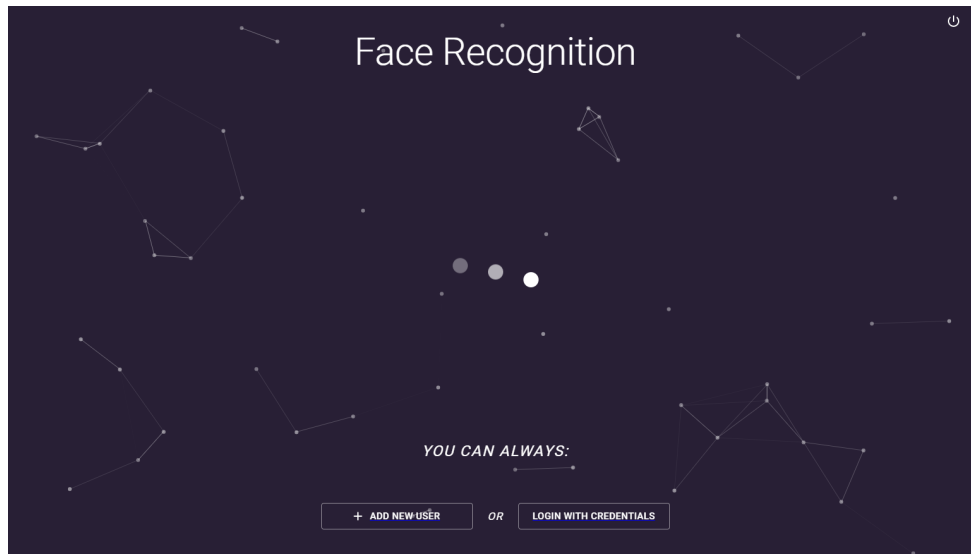 Face Recognition
YOU CAN ALWAYS:
+ ADD NEW USER OR LOGIN WITH CREDENTIALS